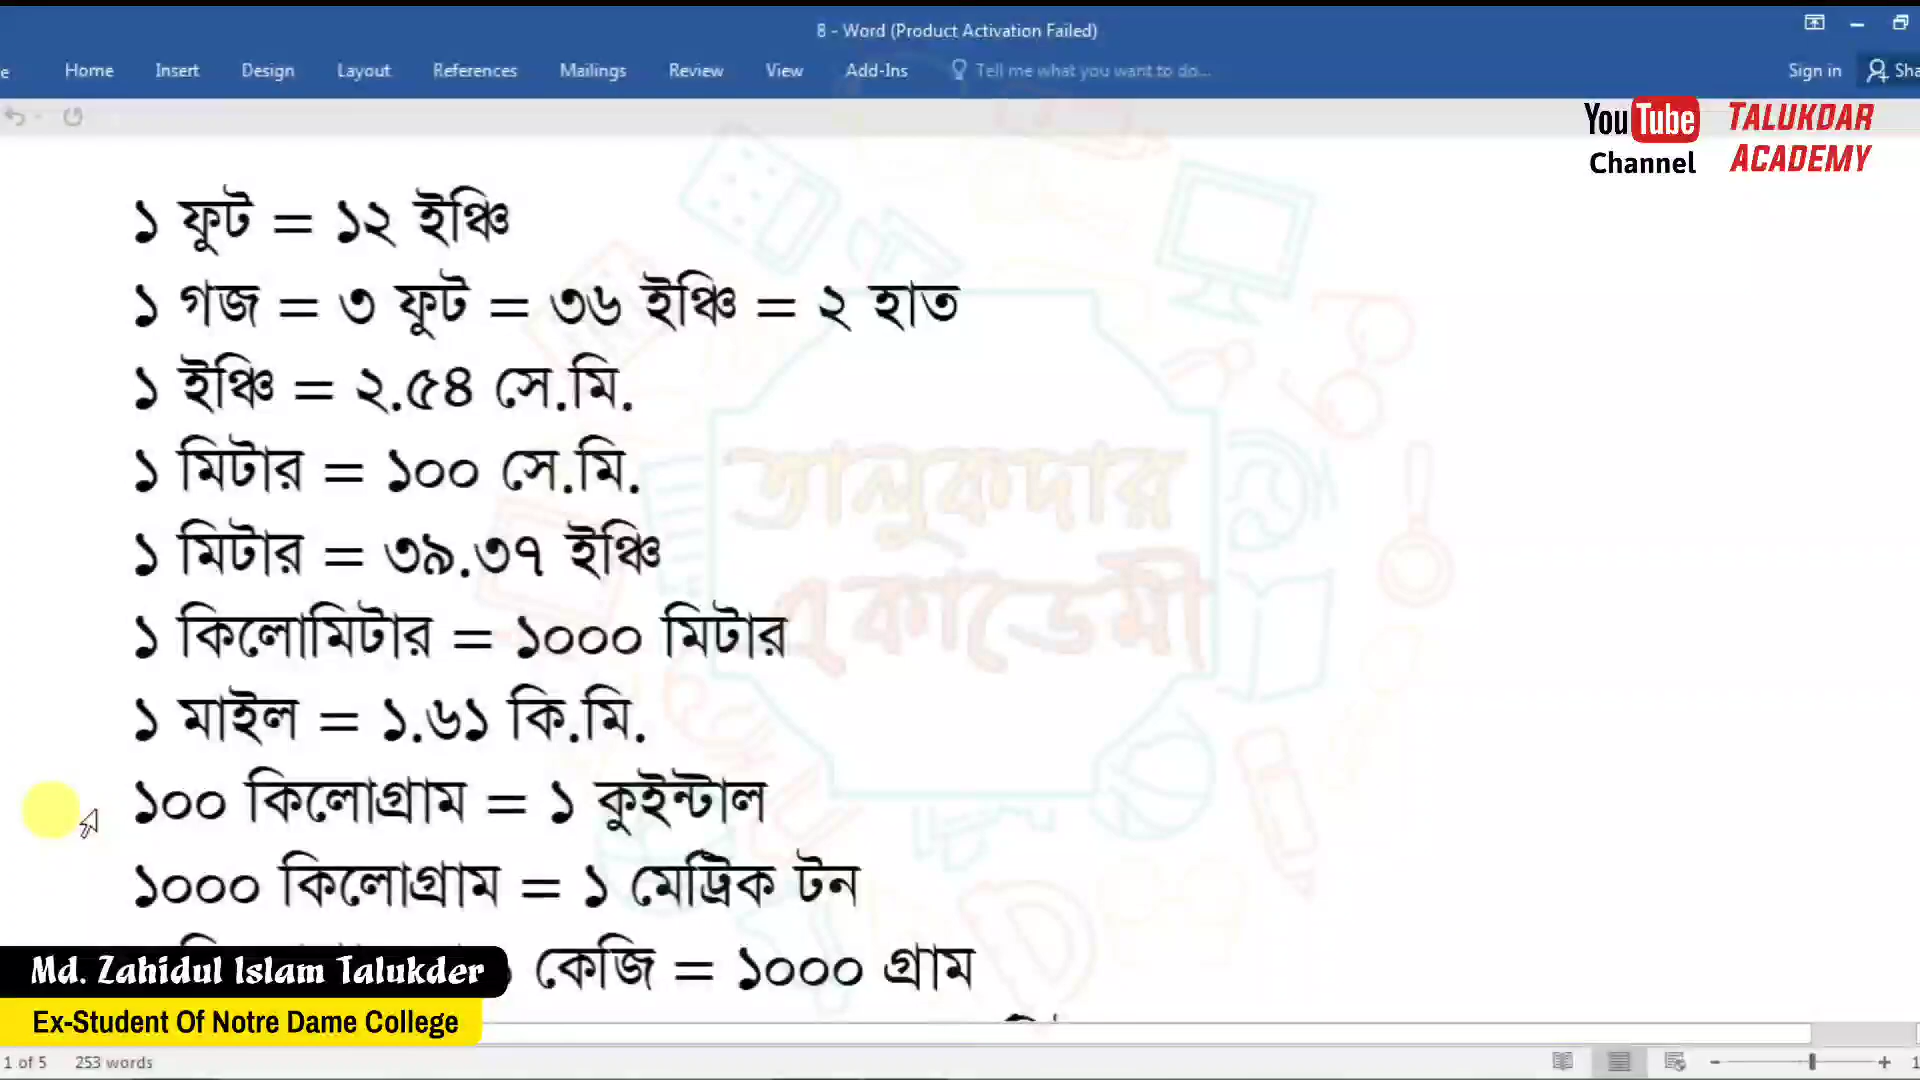 8 - Word (Product Activation Failed)
Home Insert Design Layout References Mailings Review View Add-Ins Tell me what you want to do... Sign in
YouTube Channel
TALUKDAR ACADEMY
১ ফুট = ১২ ইঞ্চি
১ গজ = ৩ ফুট = ৩৬ ইঞ্চি = ২ হাত
১ ইঞ্চি = ২.৫৪ সে.মি.
১ মিটার = ১০০ সে.মি.
১ মিটার = ৩৯.৩৭ ইঞ্চি
১ কিলোমিটার = ১০০০ মিটার
১ মাইল = ১.৬১ কি.মি.
১০০ কিলোগ্রাম = ১ কুইন্টাল
১০০০ কিলোগ্রাম = ১ মেট্রিক টন
কেজি = ১০০০ গ্রাম
তালুকদার
একাডেমী
Md. Zahidul Islam Talukder
Ex-Student Of Notre Dame College
1 of 5 253 words